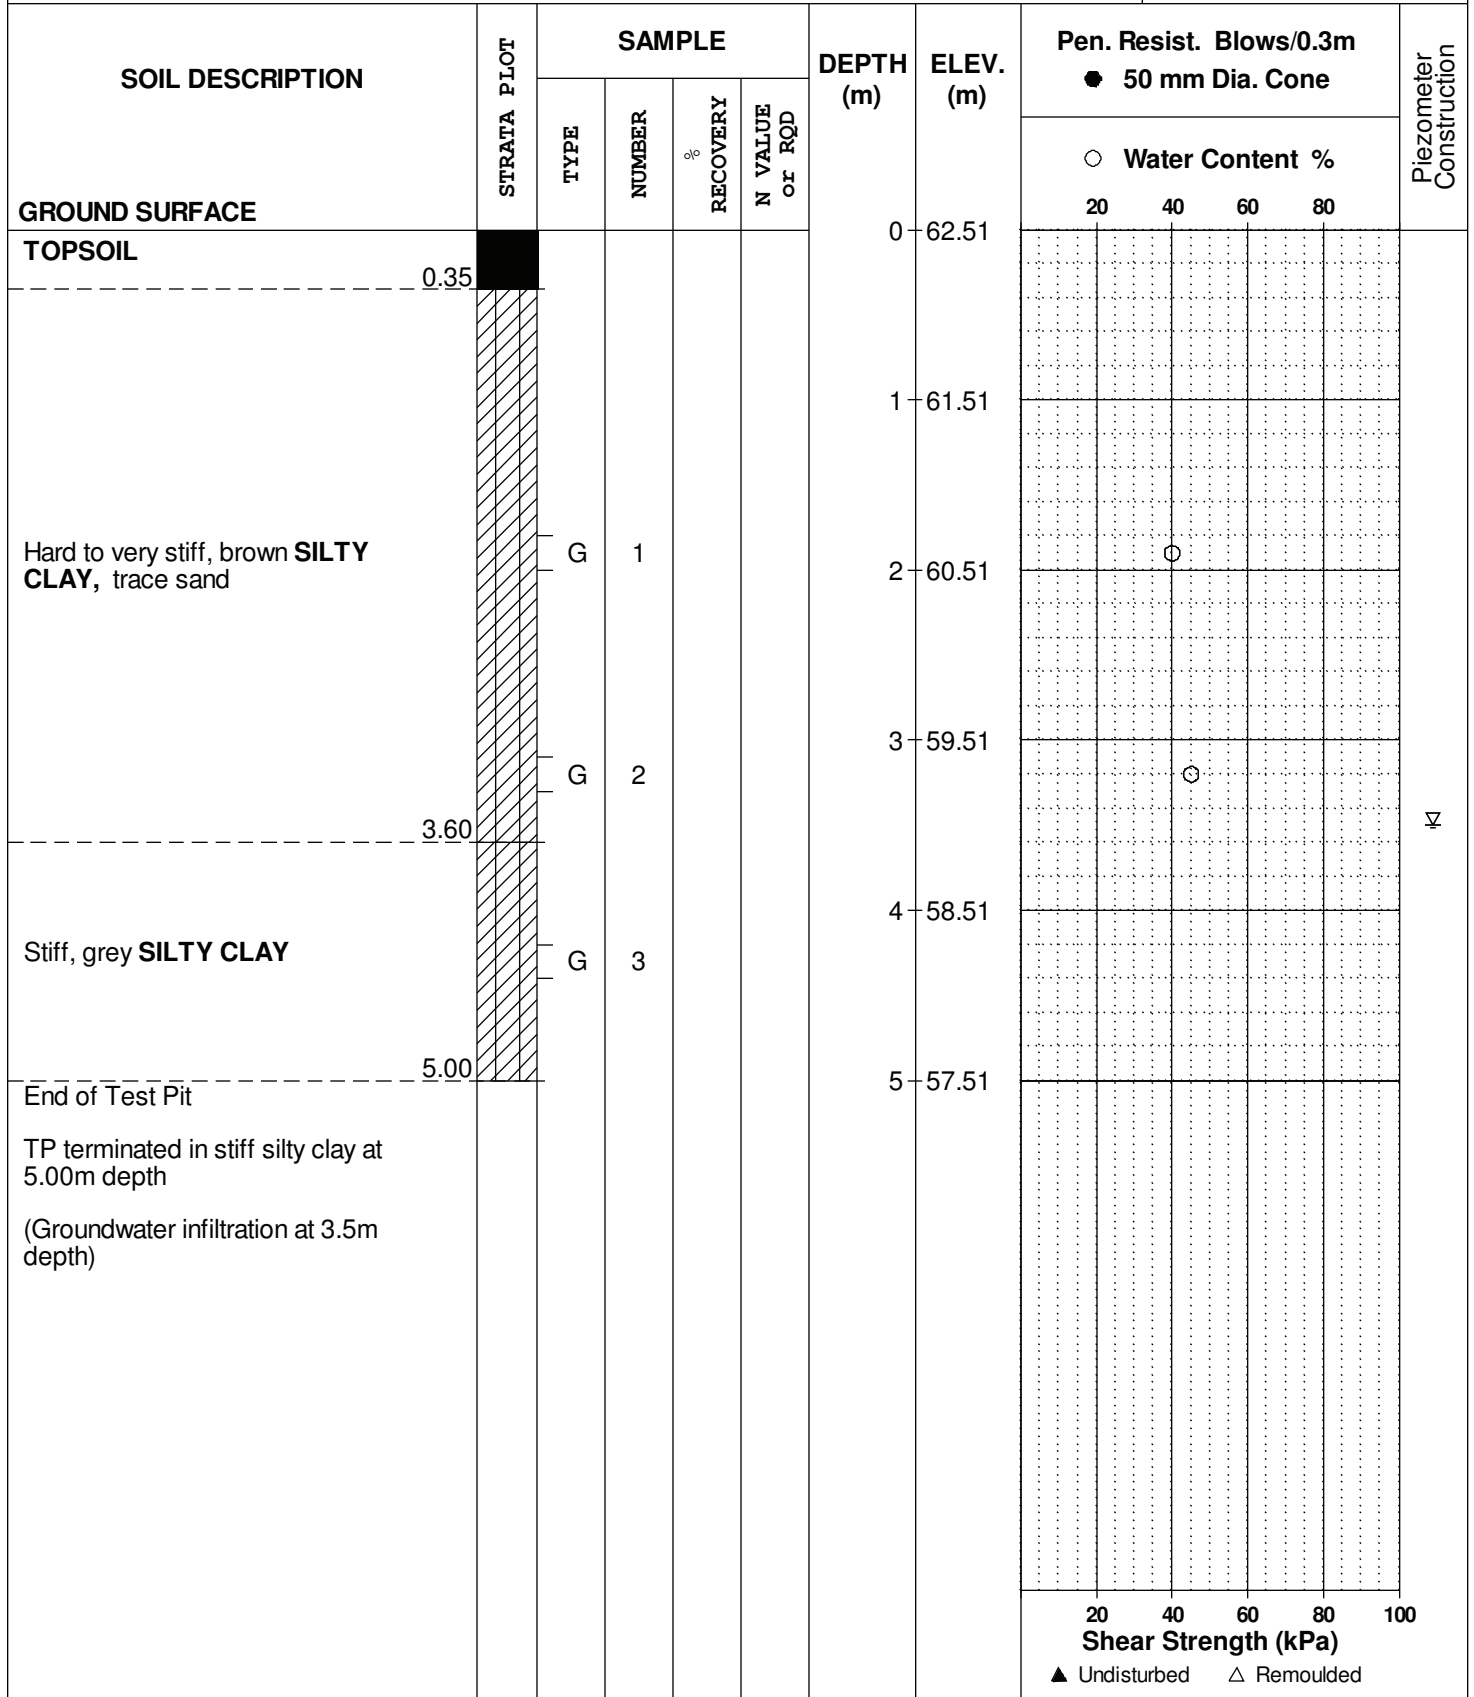 SOIL DESCRIPTION
GROUND SURFACE
STRATA PLOT
SAMPLE
TYPE
NUMBER
%
RECOVERY
N VALUE
or RQD
DEPTH
(m)
ELEV.
(m)
Pen. Resist. Blows/0.3m
● 50 mm Dia. Cone
○ Water Content %
20 40 60 80
Piezometer
Construction
TOPSOIL
0.35
0 62.51
1 61.51
Hard to very stiff, brown SILTY
CLAY, trace sand
G 1
2 60.51
3 59.51
G 2
3.60
4 58.51
Stiff, grey SILTY CLAY
G 3
5.00
5 57.51
End of Test Pit
TP terminated in stiff silty clay at
5.00m depth
(Groundwater infiltration at 3.5m
depth)
20 40 60 80 100
Shear Strength (kPa)
▲ Undisturbed △ Remoulded